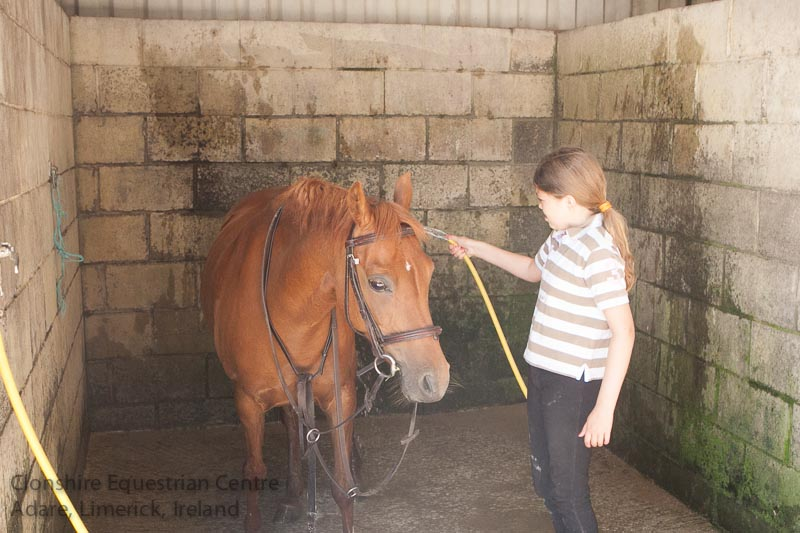 Clonshire Equestrian Centre
Adare, Limerick, Ireland